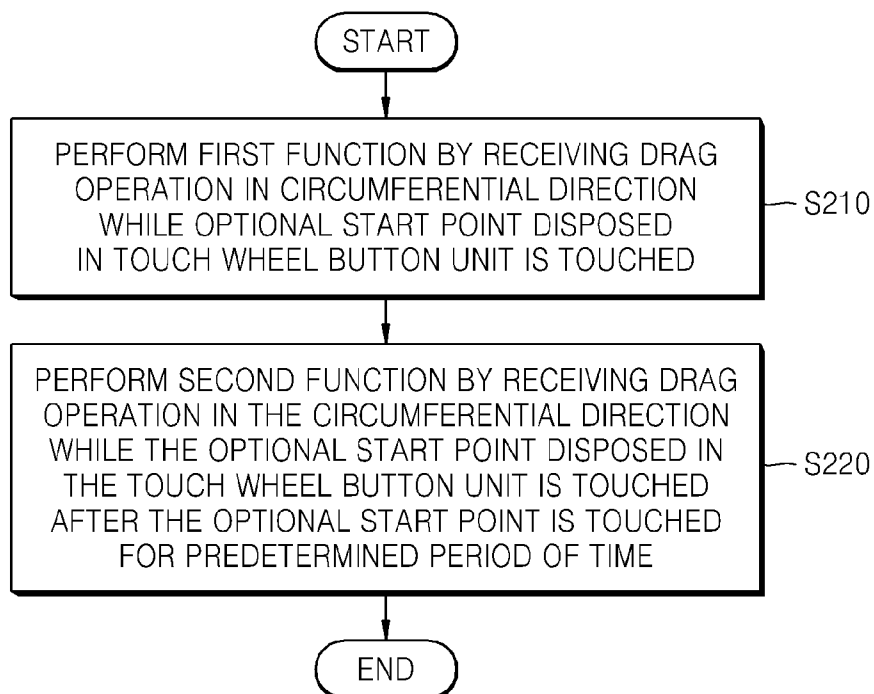 START
PERFORM FIRST FUNCTION BY RECEIVING DRAG
OPERATION IN CIRCUMFERENTIAL DIRECTION
WHILE OPTIONAL START POINT DISPOSED
IN TOUCH WHEEL BUTTON UNIT IS TOUCHED
S210
PERFORM SECOND FUNCTION BY RECEIVING DRAG
OPERATION IN THE CIRCUMFERENTIAL DIRECTION
WHILE THE OPTIONAL START POINT DISPOSED IN
THE TOUCH WHEEL BUTTON UNIT IS TOUCHED
AFTER THE OPTIONAL START POINT IS TOUCHED
FOR PREDETERMINED PERIOD OF TIME
S220
END